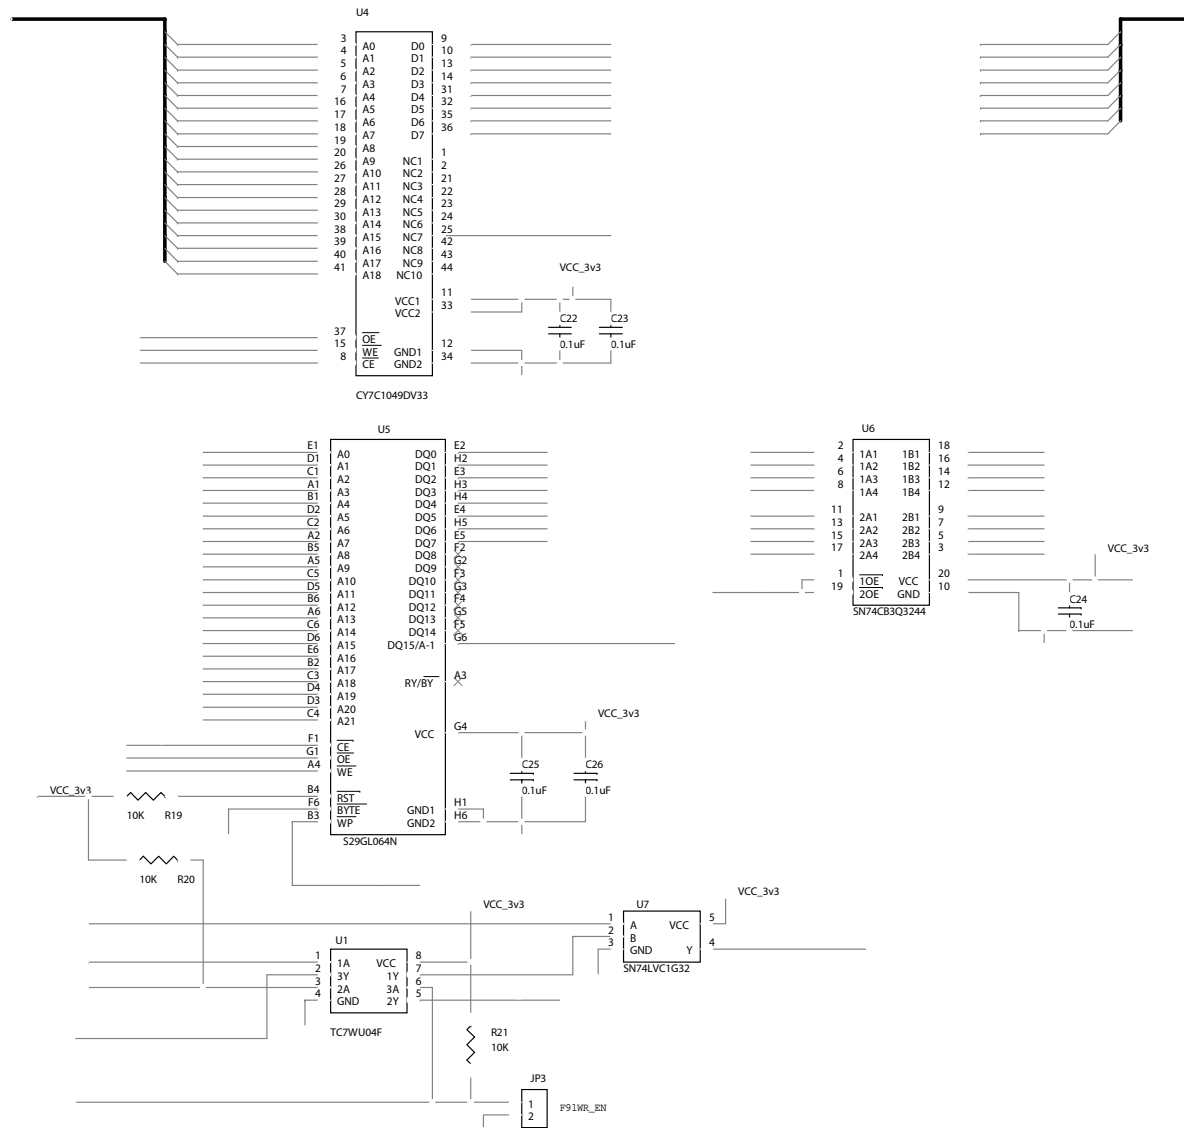 U4
3 A0 D0 9
4 A1 D1 10
5 A2 D2 13
6 A3 D3 14
7 A4 D4 31
16 A5 D5 32
17 A6 D6 35
18 A7 D7 36
19 A8
20 A9 NC1 1
26 A10 NC2 2
27 A11 NC3 21
28 A12 NC4 22
29 A13 NC5 23
30 A14 NC6 24
38 A15 NC7 25
39 A16 NC8 42
40 A17 NC9 43
41 A18 NC10 44
VCC_3v3
VCC1 11
VCC2 33
C22 C23
0.1uF 0.1uF
37 OE
15 WE GND1 12
8 CE GND2 34
CY7C1049DV33
U5
E1 A0 DQ0 E2
D1 A1 DQ1 H2
C1 A2 DQ2 E3
A1 A3 DQ3 H3
B1 A4 DQ4 H4
D2 A5 DQ5 E4
C2 A6 DQ6 H5
A2 A7 DQ7 E5
B5 A8 DQ8 F2
A5 A9 DQ9 G2
C5 A10 DQ10 F3
D5 A11 DQ11 G3
B6 A12 DQ12 F4
A6 A13 DQ13 G5
C6 A14 DQ14 F5
D6 A15 DQ15/A-1 G6
E6 A16
B2 A17
C3 A18 RY/BY A3
D4 A19
D3 A20
C4 A21
VCC G4
VCC_3v3
F1 CE
G1 OE
A4 WE
C25 C26
0.1uF 0.1uF
VCC_3v3
10K R19
B4 RST
F6 BYTE GND1 H1
B3 WP GND2 H6
S29GL064N
10K R20
U6
2 1A1 1B1 18
4 1A2 1B2 16
6 1A3 1B3 14
8 1A4 1B4 12
11 2A1 2B1 9
13 2A2 2B2 7
15 2A3 2B3 5
17 2A4 2B4 3
VCC_3v3
1 1OE VCC 20
19 2OE GND 10
SN74CB3Q3244
C24
0.1uF
VCC_3v3
VCC_3v3
U7
1 A VCC 5
2 B
3 GND Y 4
SN74LVC1G32
U1
1 1A VCC 8
2 3Y 1Y 7
3 2A 3A 6
4 GND 2Y 5
TC7WU04F
R21
10K
JP3
1
2
F91WR_EN